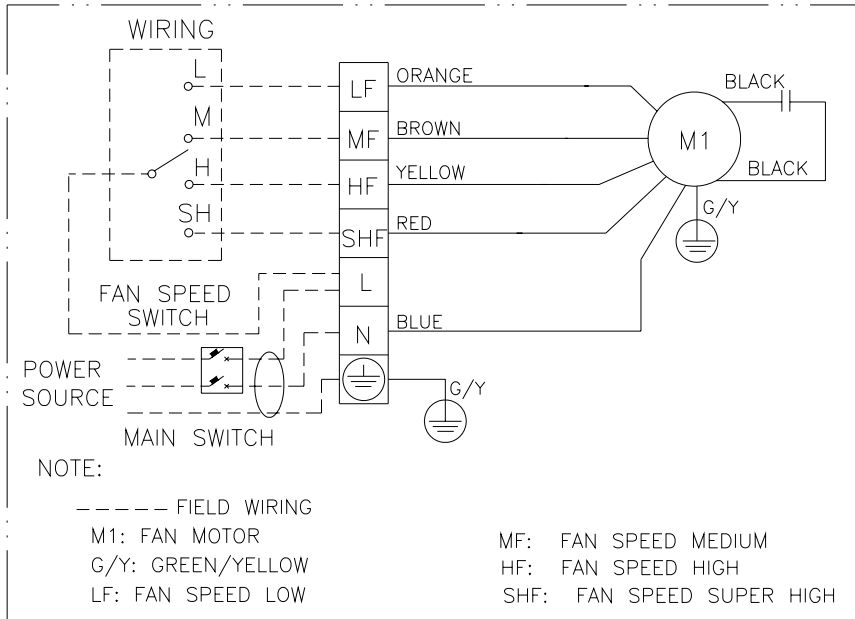 WIRING
L
M
H
SH
FAN SPEED
SWITCH
POWER
SOURCE
MAIN SWITCH
LF
MF
HF
SHF
L
N
ORANGE
BROWN
YELLOW
RED
BLUE
G/Y
M1
BLACK
BLACK
G/Y
NOTE:
FIELD WIRING
M1: FAN MOTOR
G/Y: GREEN/YELLOW
LF: FAN SPEED LOW
MF: FAN SPEED MEDIUM
HF: FAN SPEED HIGH
SHF: FAN SPEED SUPER HIGH